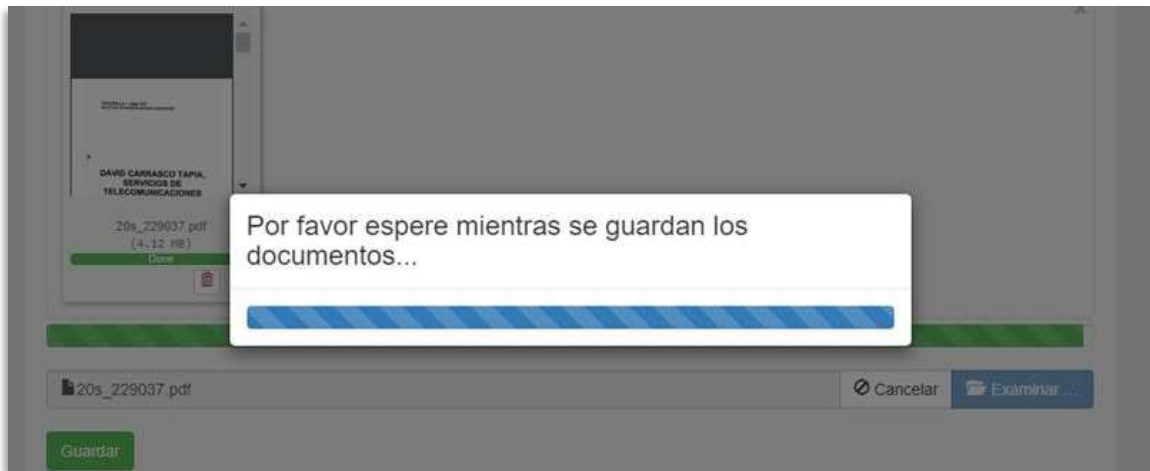 DAVID CARRASCO TAPIA,
SERVICIOS DE
TELECOMUNICACIONES
20s_229037.pdf
(4.12 MB)
Done
Por favor espere mientras se guardan los
documentos...
20s_229037.pdf
Cancelar
Examinar ...
Guardar